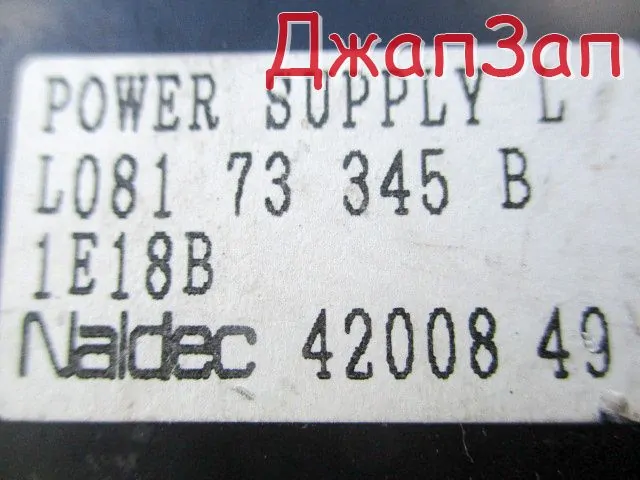 ДжапЗап
POWER SUPPLY L
L081 73 345 B
1E18B
Naldec 42008 49